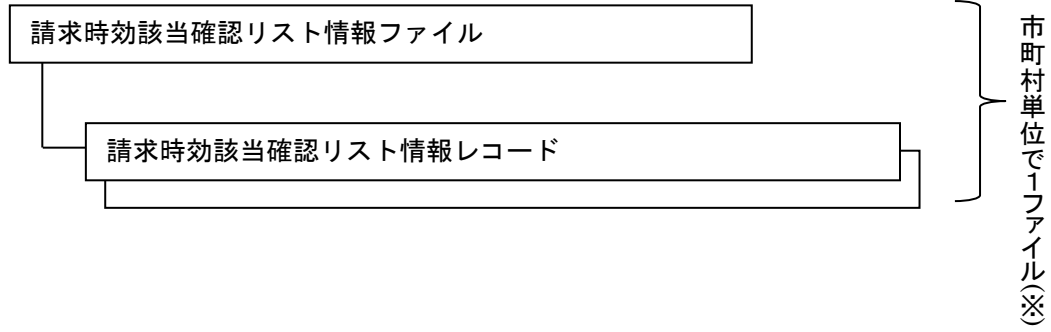 請求時効該当確認リスト情報ファイル
請求時効該当確認リスト情報レコード
市町村単位で1ファイル(※)